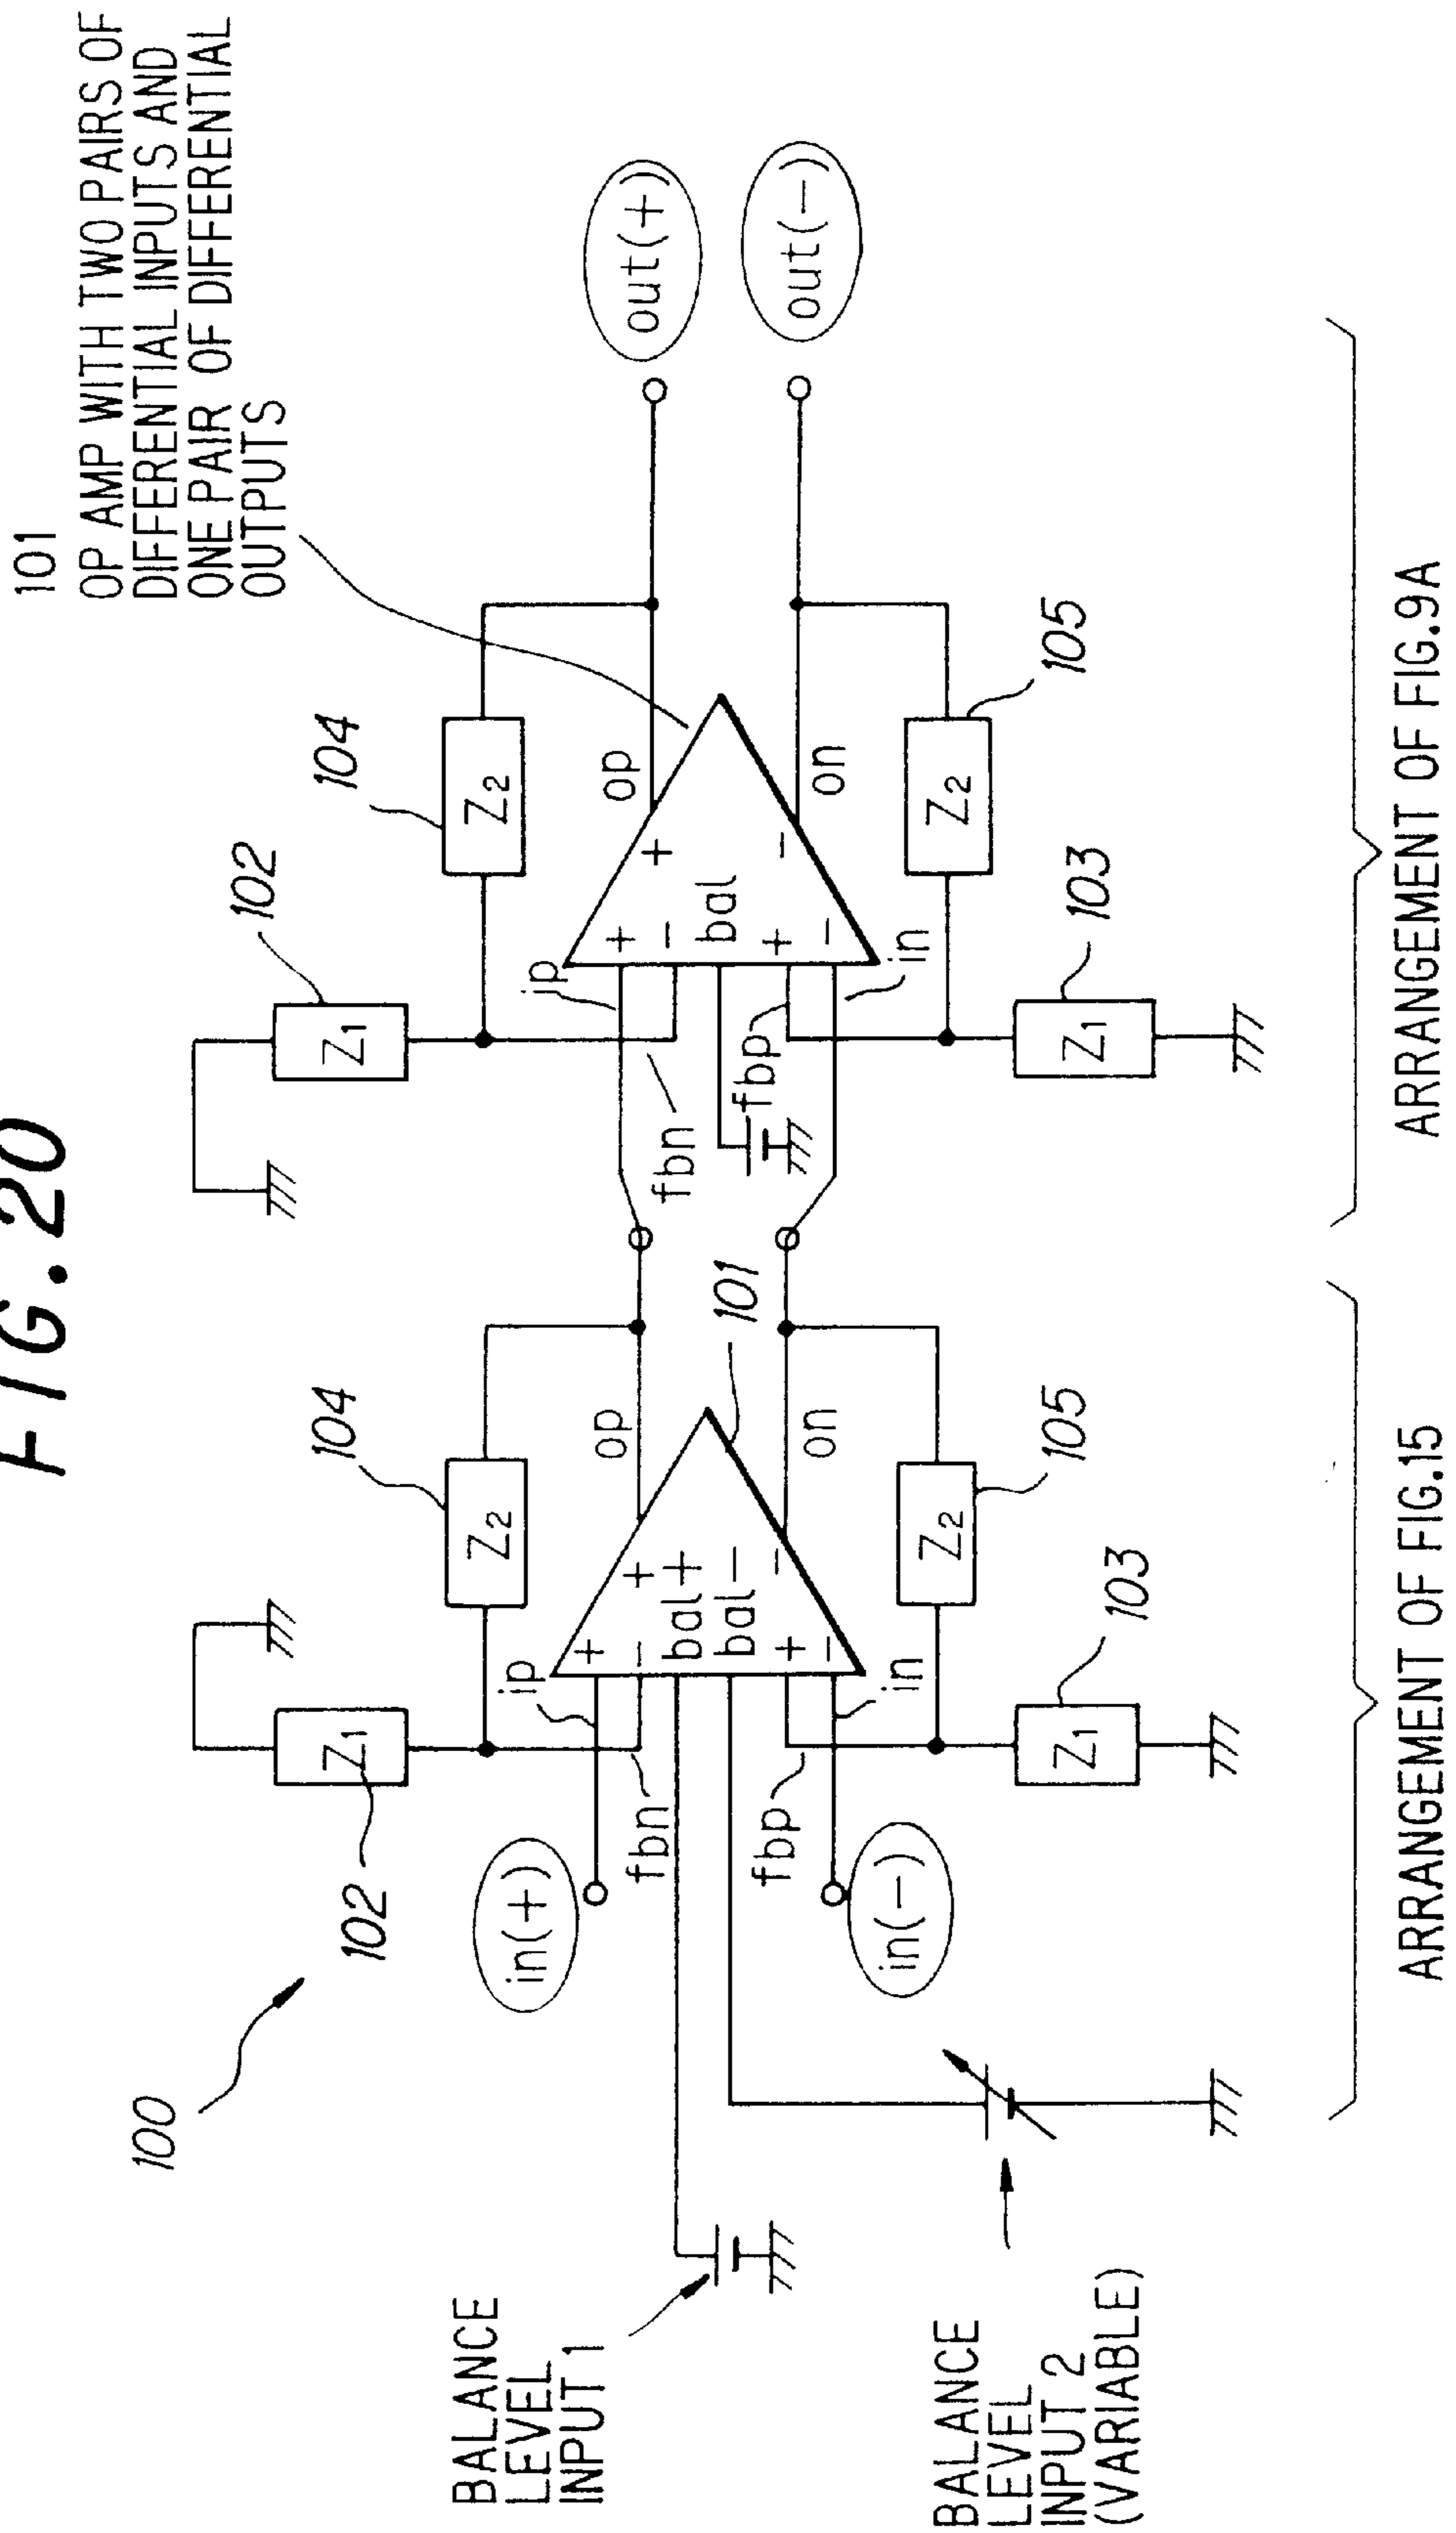 FIG.20
101
OP AMP WITH TWO PAIRS OF
DIFFERENTIAL INPUTS AND
ONE PAIR OF DIFFERENTIAL
OUTPUTS
100
102
Z1
104
Z2
102
Z1
104
Z2
BALANCE
LEVEL
INPUT 1
in(+)
ip
fbn
+
−
bal+
bal−
+
−
+
−
op
on
101
fbp
in
in(−)
BALANCE
LEVEL
INPUT 2
(VARIABLE)
Z2
105
Z1
103
ip
fbn
+
−
bal
+
−
+
−
op
on
fbp
in
out(+)
out(−)
Z2
105
Z1
103
ARRANGEMENT OF FIG.15
ARRANGEMENT OF FIG.9A